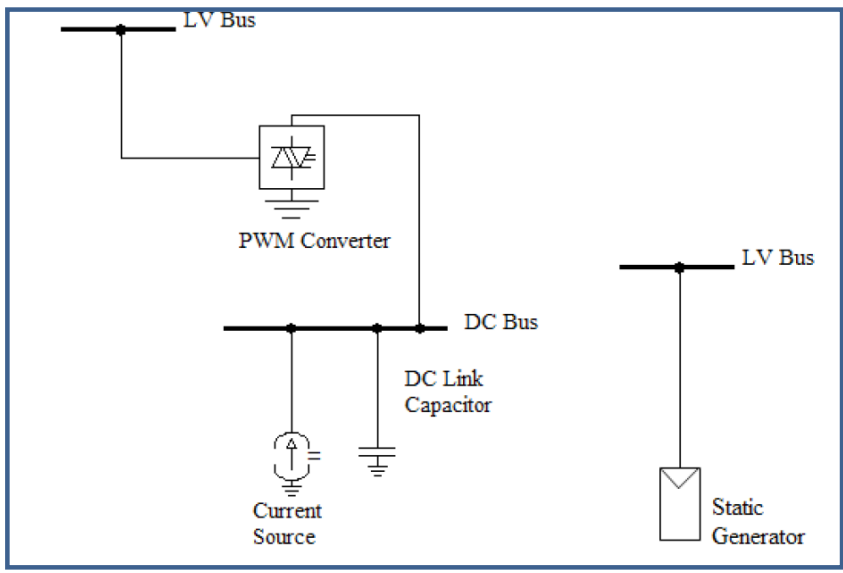 LV Bus
PWM Converter
LV Bus
DC Bus
DC Link
Capacitor
Current
Source
Static
Generator